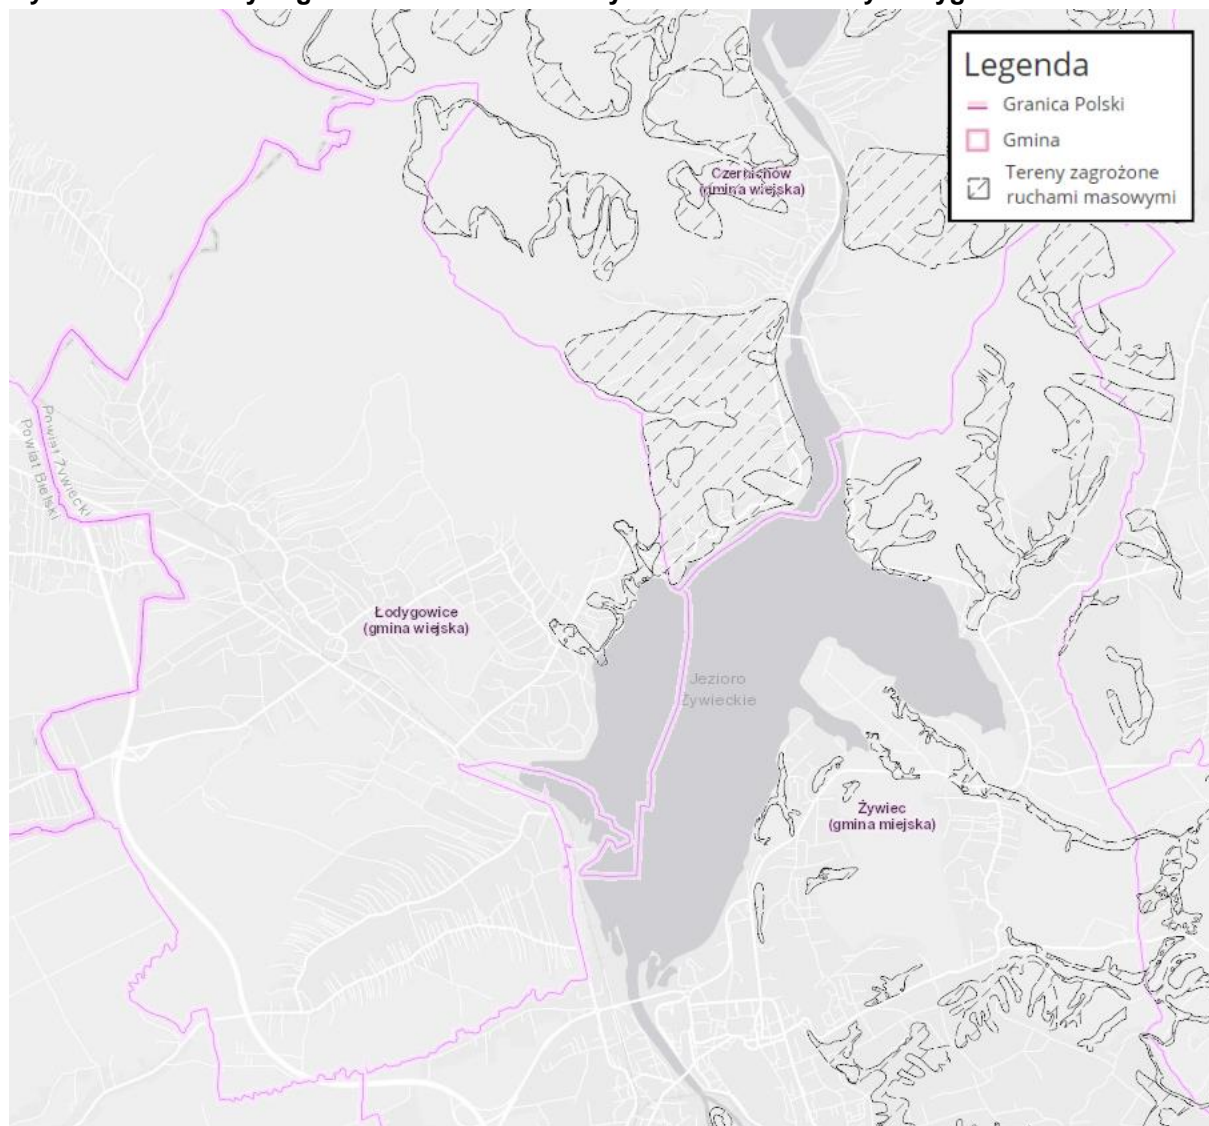 Legenda
Granica Polski
Gmina
Tereny zagrożone
ruchami masowymi
Czernichów
(gmina wiejska)
Powiat Żywiecki
Powiat Bielski
Łodygowice
(gmina wiejska)
Jezioro
Żywieckie
Żywiec
(gmina miejska)